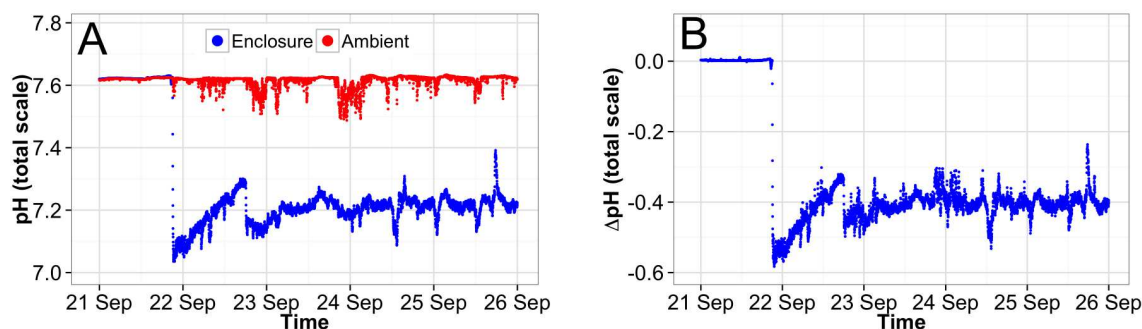 A
Enclosure Ambient
pH (total scale)
7.8
7.6
7.4
7.2
7.0
21 Sep 22 Sep 23 Sep 24 Sep 25 Sep 26 Sep
Time
B
ΔpH (total scale)
0.0
-0.2
-0.4
-0.6
21 Sep 22 Sep 23 Sep 24 Sep 25 Sep 26 Sep
Time